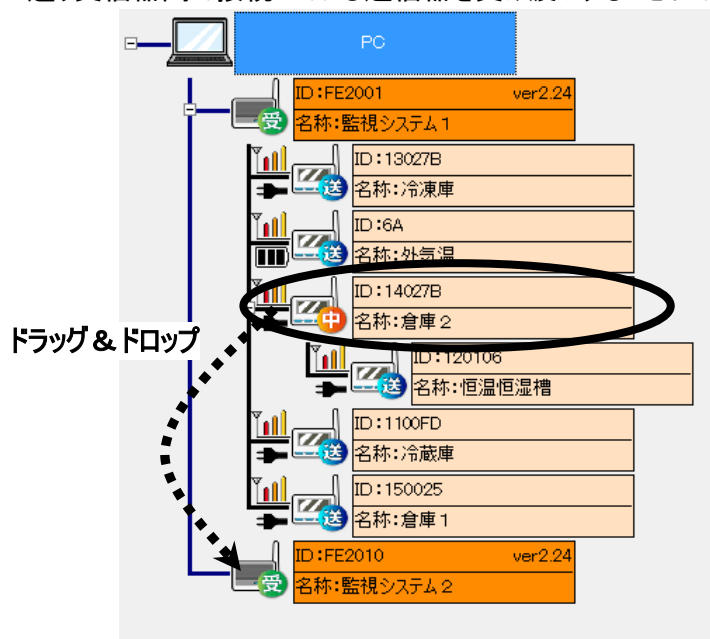 PC
ID:FE2001 ver2.24
名称:監視システム1
受
ID:13027B
名称:冷凍庫
送
ID:6A
名称:外気温
送
ID:14027B
名称:倉庫2
中
ドラッグ&ドロップ
ID:120106
名称:恒温恒湿槽
送
ID:1100FD
名称:冷蔵庫
送
ID:150025
名称:倉庫1
送
ID:FE2010 ver2.24
名称:監視システム2
受